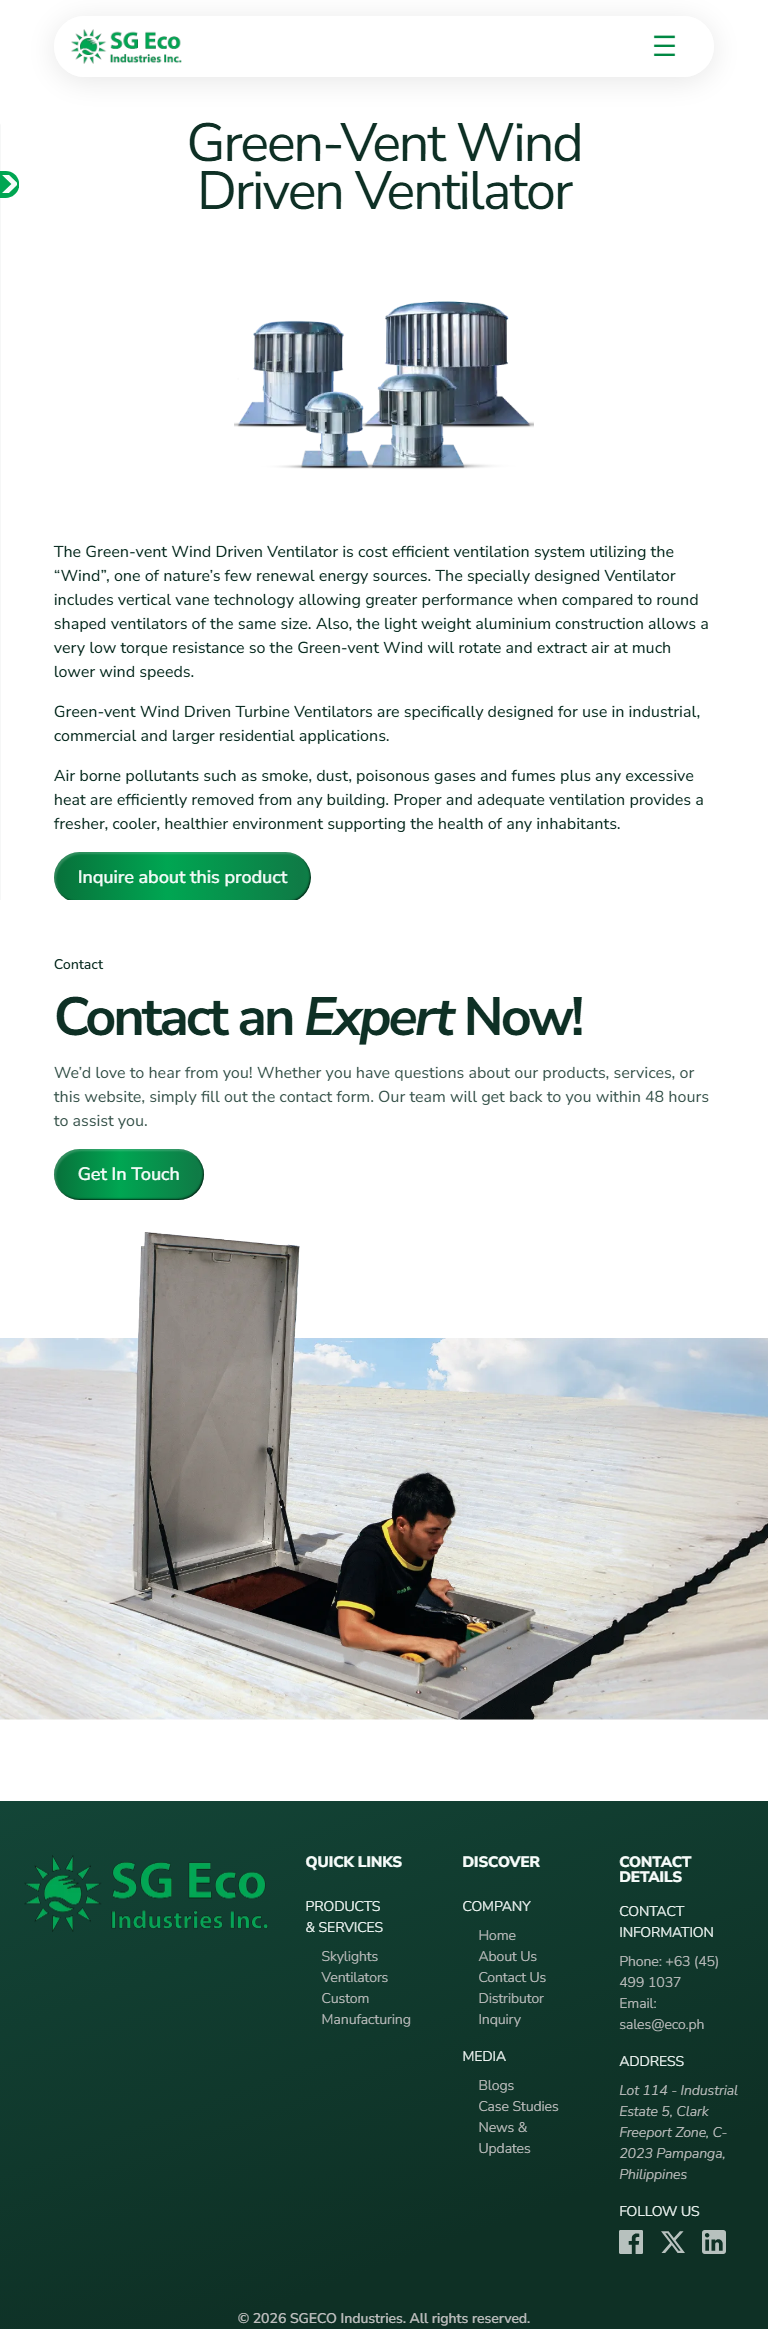 SG Eco
Industries Inc.
☰
Green-Vent Wind
Driven Ventilator
The Green-vent Wind Driven Ventilator is cost efficient ventilation system utilizing the
“Wind”, one of nature’s few renewal energy sources. The specially designed Ventilator
includes vertical vane technology allowing greater performance when compared to round
shaped ventilators of the same size. Also, the light weight aluminium construction allows a
very low torque resistance so the Green-vent Wind will rotate and extract air at much
lower wind speeds.
Green-vent Wind Driven Turbine Ventilators are specifically designed for use in industrial,
commercial and larger residential applications.
Air borne pollutants such as smoke, dust, poisonous gases and fumes plus any excessive
heat are efficiently removed from any building. Proper and adequate ventilation provides a
fresher, cooler, healthier environment supporting the health of any inhabitants.
Inquire about this product
Contact
Contact an Expert Now!
We’d love to hear from you! Whether you have questions about our products, services, or
this website, simply fill out the contact form. Our team will get back to you within 48 hours
to assist you.
Get In Touch
SG Eco
Industries Inc.
QUICK LINKS
PRODUCTS
& SERVICES
Skylights
Ventilators
Custom
Manufacturing
DISCOVER
COMPANY
Home
About Us
Contact Us
Distributor
Inquiry
MEDIA
Blogs
Case Studies
News &
Updates
CONTACT
DETAILS
CONTACT
INFORMATION
Phone: +63 (45)
499 1037
Email:
sales@eco.ph
ADDRESS
Lot 114 - Industrial
Estate 5, Clark
Freeport Zone, C-
2023 Pampanga,
Philippines
FOLLOW US
© 2026 SGECO Industries. All rights reserved.